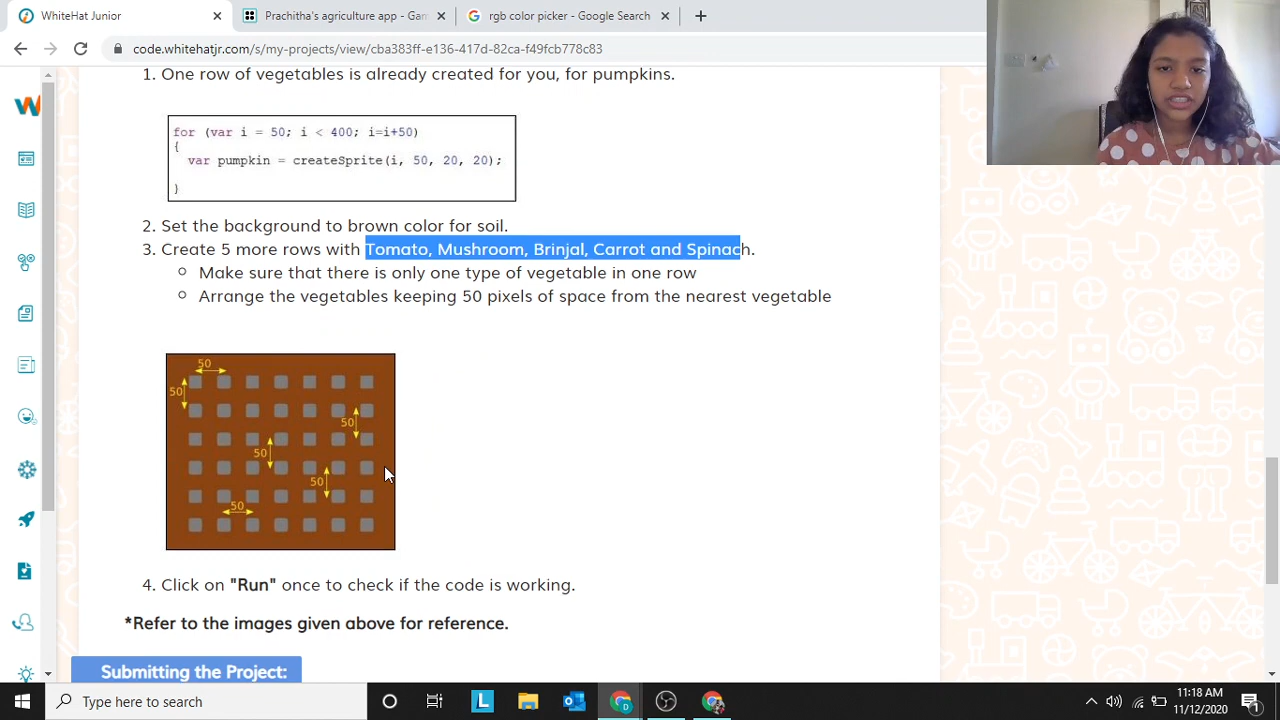 WhiteHat Junior
Prachitha's agriculture app - Gam
rgb color picker - Google Search
code.whitehatjr.com/s/my-projects/view/cba383ff-e136-417d-82ca-f49fcb778c83
1. One row of vegetables is already created for you, for pumpkins.
for (var i = 50; i < 400; i=i+50)
{
var pumpkin = createSprite(i, 50, 20, 20);
}
2. Set the background to brown color for soil.
3. Create 5 more rows with Tomato, Mushroom, Brinjal, Carrot and Spinach.
Make sure that there is only one type of vegetable in one row
Arrange the vegetables keeping 50 pixels of space from the nearest vegetable
50
50
50
50
50
50
4. Click on "Run" once to check if the code is working.
*Refer to the images given above for reference.
Submitting the Project:
Type here to search
L
11:18 AM
11/12/2020
1